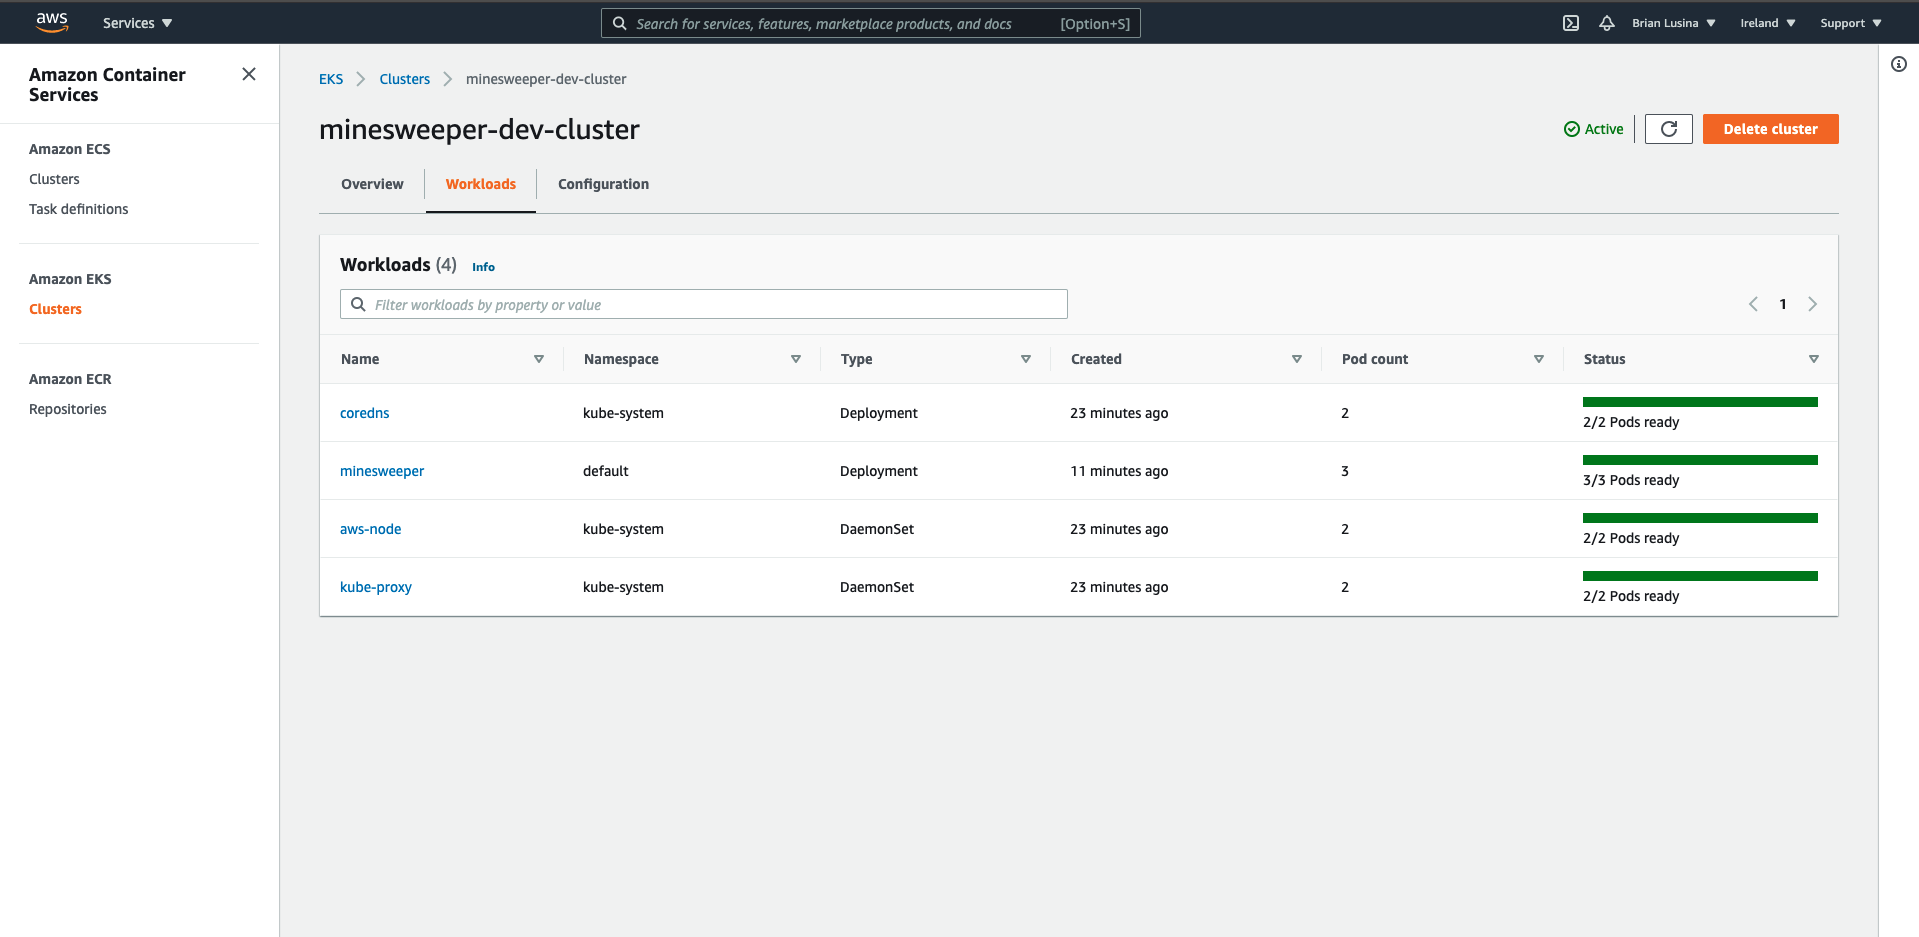 aws Services Search for services, features, marketplace products, and docs [Option+S] Brian Lusina Ireland Support
Amazon Container
Services
Amazon ECS
Clusters
Task definitions
Amazon EKS
Clusters
Amazon ECR
Repositories
EKS Clusters minesweeper-dev-cluster
minesweeper-dev-cluster
Active Delete cluster
Overview Workloads Configuration
Workloads (4) Info
Filter workloads by property or value 1
Name Namespace Type Created Pod count Status
coredns kube-system Deployment 23 minutes ago 2 2/2 Pods ready
minesweeper default Deployment 11 minutes ago 3 3/3 Pods ready
aws-node kube-system DaemonSet 23 minutes ago 2 2/2 Pods ready
kube-proxy kube-system DaemonSet 23 minutes ago 2 2/2 Pods ready